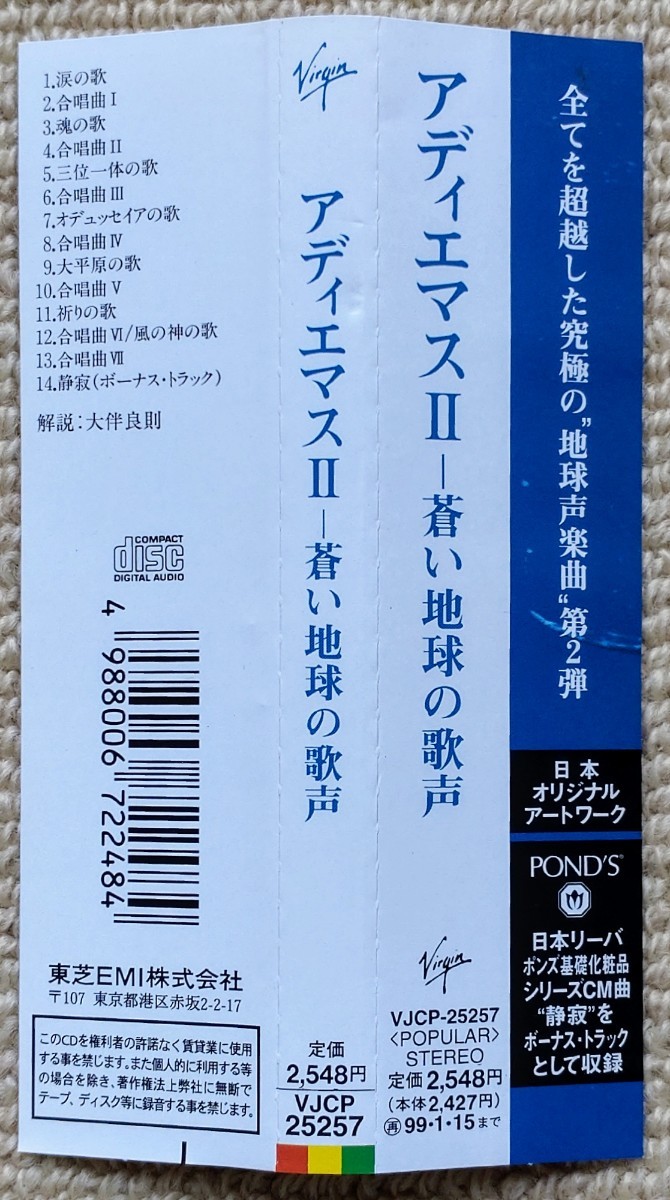 1.涙の歌
2.合唱曲Ⅰ
3.魂の歌
4.合唱曲Ⅱ
5.三位一体の歌
6.合唱曲Ⅲ
7.オデュッセイアの歌
8.合唱曲Ⅳ
9.大平原の歌
10.合唱曲Ⅴ
11.祈りの歌
12.合唱曲Ⅵ/風の神の歌
13.合唱曲Ⅶ
14.静寂(ボーナス・トラック)
解説:大伴良則
COMPACT
disc
DIGITAL AUDIO
4 988006 722484
東芝EMI株式会社
〒107 東京都港区赤坂2-2-17
このCDを権利者の許諾なく賃貸業に使用
する事を禁じます。また個人的に利用する等
の場合を除き、著作権法上弊社に無断で
テープ、ディスク等に録音する事を禁じます。
Virgin
アディエマスⅡ―蒼い地球の歌声
定価
2,548円
VJCP
25257
アディエマスⅡ―蒼い地球の歌声
Virgin
VJCP-25257
〈POPULAR〉
STEREO
定価2,548円
(本体2,427円)
再99・1・15まで
全てを超越した究極の”地球声楽曲“第2弾
日本
オリジナル
アートワーク
POND'S®
日本リーバ
ポンズ基礎化粧品
シリーズCM曲
“静寂”を
ボーナス・トラック
として収録